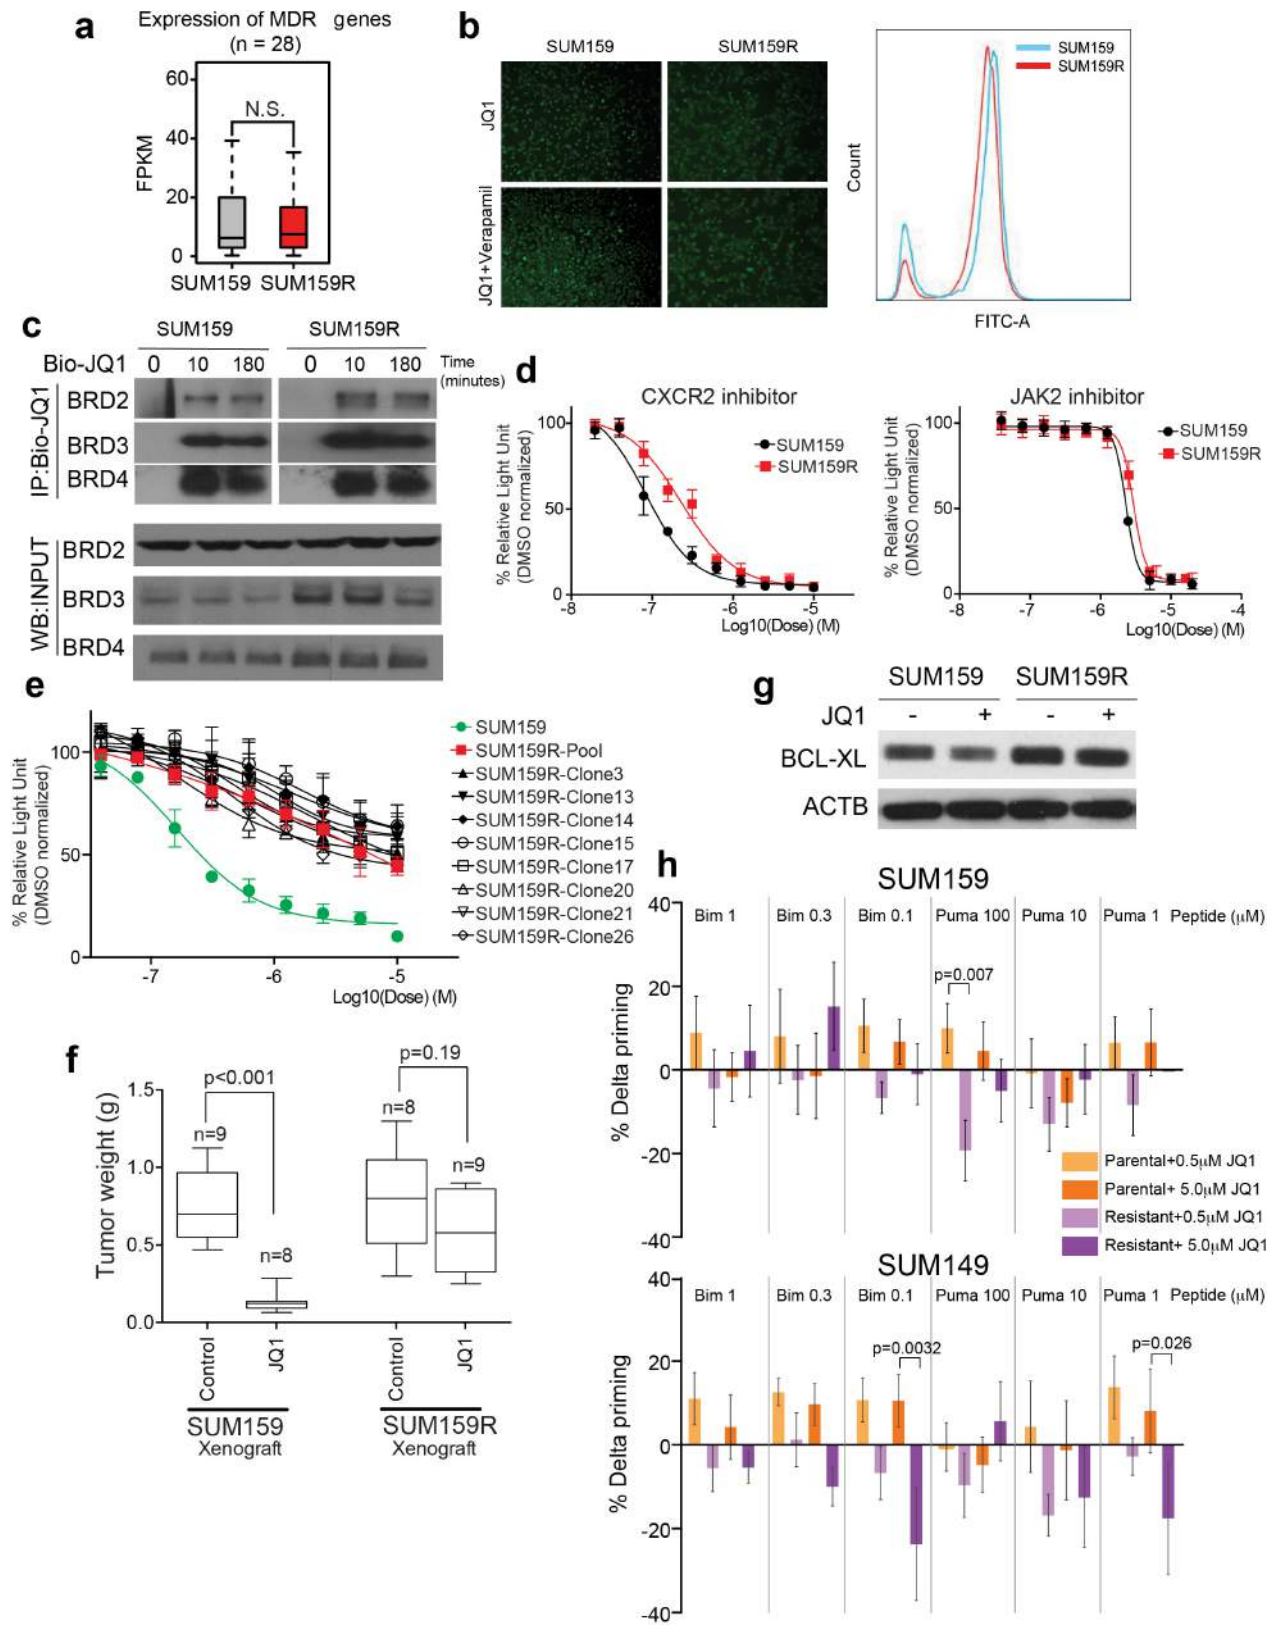 a
Expression of MDR genes
(n = 28)
60
40
20
0
FPKM
N.S.
SUM159 SUM159R
b
SUM159 SUM159R
JQ1
JQ1+Verapamil
SUM159
SUM159R
Count
FITC-A
c
SUM159 SUM159R
Bio-JQ1 0 10 180 0 10 180 Time
(minutes)
IP:Bio-JQ1
BRD2
BRD3
BRD4
WB:INPUT
BRD2
BRD3
BRD4
d
CXCR2 inhibitor
% Relative Light Unit
(DMSO normalized)
100
50
0
SUM159
SUM159R
-8 -7 -6 -5
Log10(Dose) (M)
JAK2 inhibitor
% Relative Light Unit
(DMSO normalized)
100
50
0
SUM159
SUM159R
-8 -7 -6 -5 -4
Log10(Dose) (M)
e
% Relative Light Unit
(DMSO normalized)
100
50
0
-7 -6 -5
Log10(Dose) (M)
SUM159
SUM159R-Pool
SUM159R-Clone3
SUM159R-Clone13
SUM159R-Clone14
SUM159R-Clone15
SUM159R-Clone17
SUM159R-Clone20
SUM159R-Clone21
SUM159R-Clone26
f
Tumor weight (g)
1.5
1.0
0.5
0.0
p<0.001
n=9
n=8
p=0.19
n=8
n=9
Control
JQ1
Control
JQ1
SUM159
Xenograft
SUM159R
Xenograft
g
SUM159 SUM159R
JQ1 - + - +
BCL-XL
ACTB
h
SUM159
% Delta priming
40
20
0
-20
-40
Bim 1 Bim 0.3 Bim 0.1 Puma 100 Puma 10 Puma 1 Peptide (μM)
p=0.007
Parental+0.5μM JQ1
Parental+ 5.0μM JQ1
Resistant+0.5μM JQ1
Resistant+ 5.0μM JQ1
SUM149
% Delta priming
40
20
0
-20
-40
Bim 1 Bim 0.3 Bim 0.1 Puma 100 Puma 10 Puma 1 Peptide (μM)
p=0.0032
p=0.026